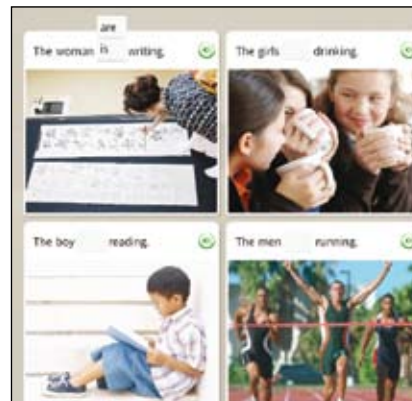 are
The woman is writing.
The girls drinking.
The boy reading.
The men running.